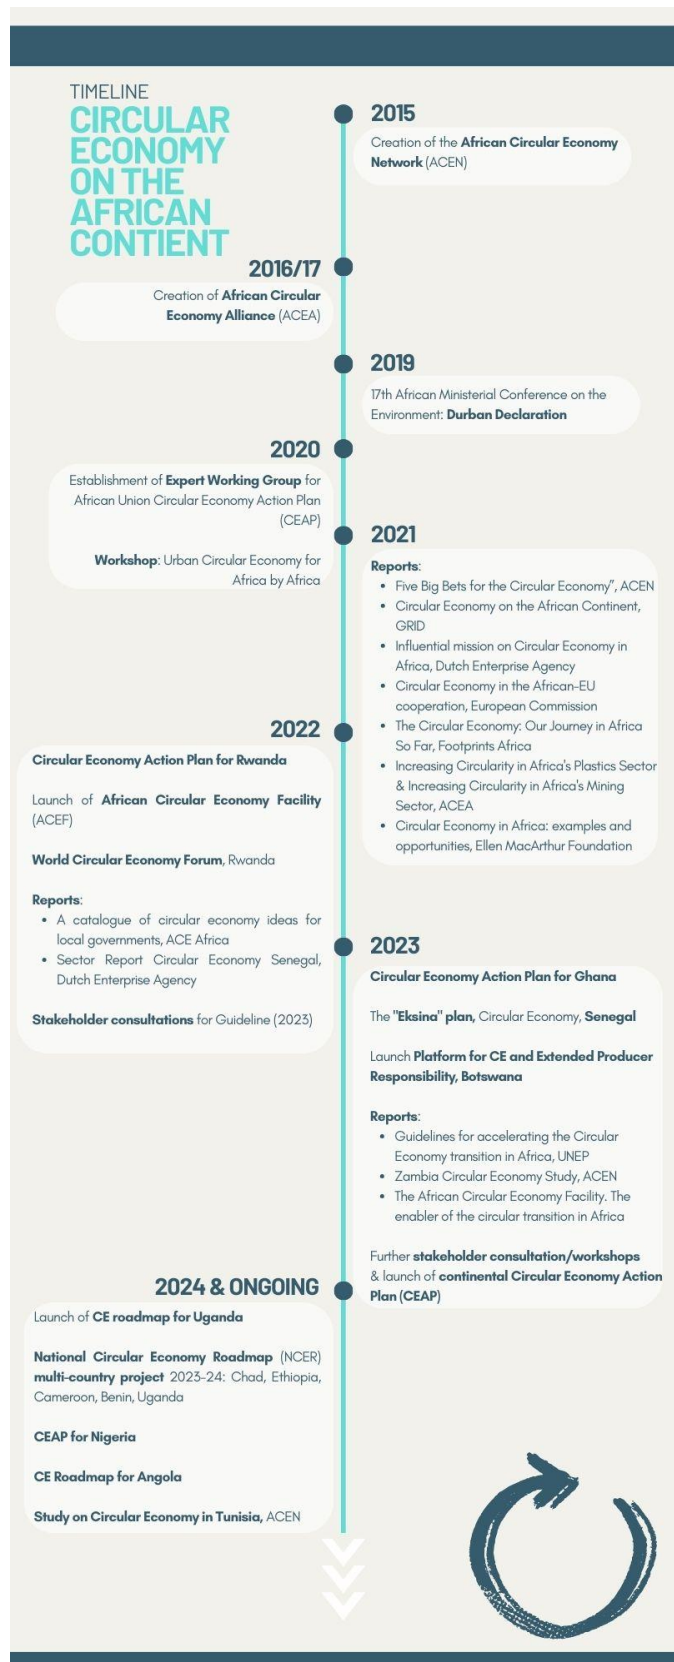 TIMELINE
CIRCULAR
ECONOMY
ON THE
AFRICAN
CONTIENT
2015
Creation of the African Circular Economy
Network (ACEN)
2016/17
Creation of African Circular
Economy Alliance (ACEA)
2019
17th African Ministerial Conference on the
Environment: Durban Declaration
2020
Establishment of Expert Working Group for
African Union Circular Economy Action Plan
(CEAP)
Workshop: Urban Circular Economy for
Africa by Africa
2021
Reports:
• Five Big Bets for the Circular Economy”, ACEN
• Circular Economy on the African Continent,
GRID
• Influential mission on Circular Economy in
Africa, Dutch Enterprise Agency
• Circular Economy in the African-EU
cooperation, European Commission
• The Circular Economy: Our Journey in Africa
So Far, Footprints Africa
• Increasing Circularity in Africa's Plastics Sector
& Increasing Circularity in Africa's Mining
Sector, ACEA
• Circular Economy in Africa: examples and
opportunities, Ellen MacArthur Foundation
2022
Circular Economy Action Plan for Rwanda
Launch of African Circular Economy Facility
(ACEF)
World Circular Economy Forum, Rwanda
Reports:
• A catalogue of circular economy ideas for
local governments, ACE Africa
• Sector Report Circular Economy Senegal,
Dutch Enterprise Agency
Stakeholder consultations for Guideline (2023)
2023
Circular Economy Action Plan for Ghana
The "Eksina" plan, Circular Economy, Senegal
Launch Platform for CE and Extended Producer
Responsibility, Botswana
Reports:
• Guidelines for accelerating the Circular
Economy transition in Africa, UNEP
• Zambia Circular Economy Study, ACEN
• The African Circular Economy Facility. The
enabler of the circular transition in Africa
Further stakeholder consultation/workshops
& launch of continental Circular Economy Action
Plan (CEAP)
2024 & ONGOING
Launch of CE roadmap for Uganda
National Circular Economy Roadmap (NCER)
multi-country project 2023-24: Chad, Ethiopia,
Cameroon, Benin, Uganda
CEAP for Nigeria
CE Roadmap for Angola
Study on Circular Economy in Tunisia, ACEN